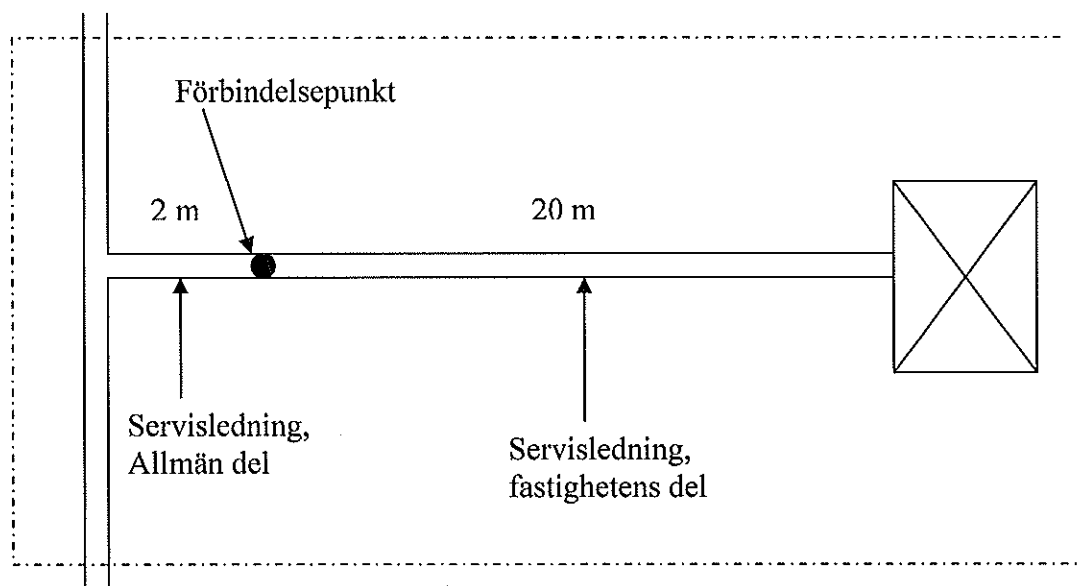 Förbindelsepunkt
2 m
20 m
Servisledning,
Allmän del
Servisledning,
fastighetens del